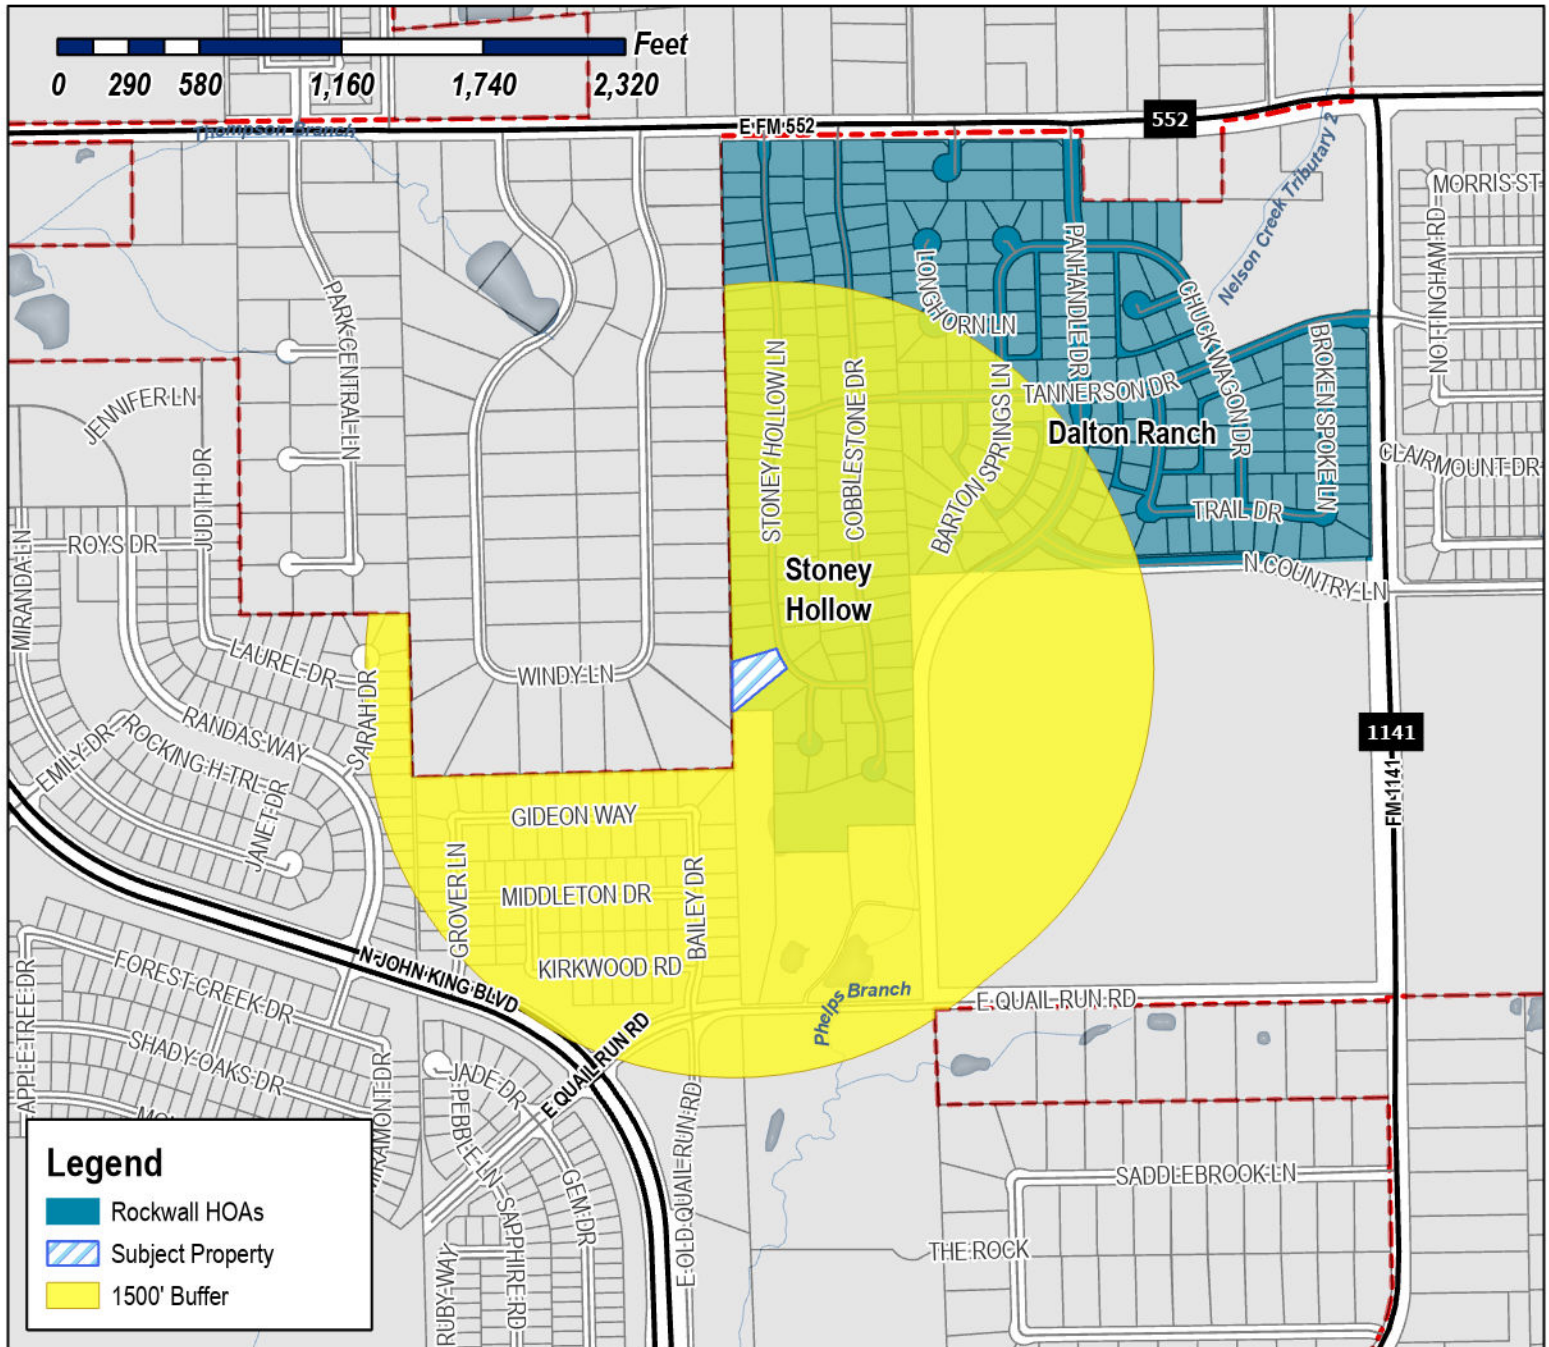 Feet
0 290 580 1,160 1,740 2,320
Thompson Branch
E FM 552
552
Nelson Creek Tributary 2
MORRIS ST
NOTTINGHAM RD
PARK CENTRAL LN
LONGHORN LN
PANHANDLE DR
CHUCK WAGON DR
BROKEN SPOKE LN
JENNIFER LN
STONEY HOLLOW LN
COBBLESTONE DR
BARTON SPRINGS LN
TANNERSON DR
Dalton Ranch
CLAIRMOUNT DR
JUDITH DR
TRAIL DR
MIRANDA LN
ROYS DR
Stoney
Hollow
N COUNTRY LN
LAUREL DR
WINDY LN
SARAH DR
RANDAS WAY
EMILY DR
ROCKING H TRL
JANET DR
1141
FM 1141
GIDEON WAY
GROVER LN
MIDDLETON DR
BAILEY DR
KIRKWOOD RD
N JOHN KING BLVD
FOREST CREEK DR
APPLE TREE DR
SHADY OAKS DR
Phelps Branch
E QUAIL RUN RD
E QUAIL RUN RD
JADE DR
PEBBLE LN
E OLD QUAIL RUN RD
GEM DR
SAPPHIRE RD
RUBY WAY
SADDLEBROOK LN
THE ROCK
Legend
Rockwall HOAs
Subject Property
1500' Buffer